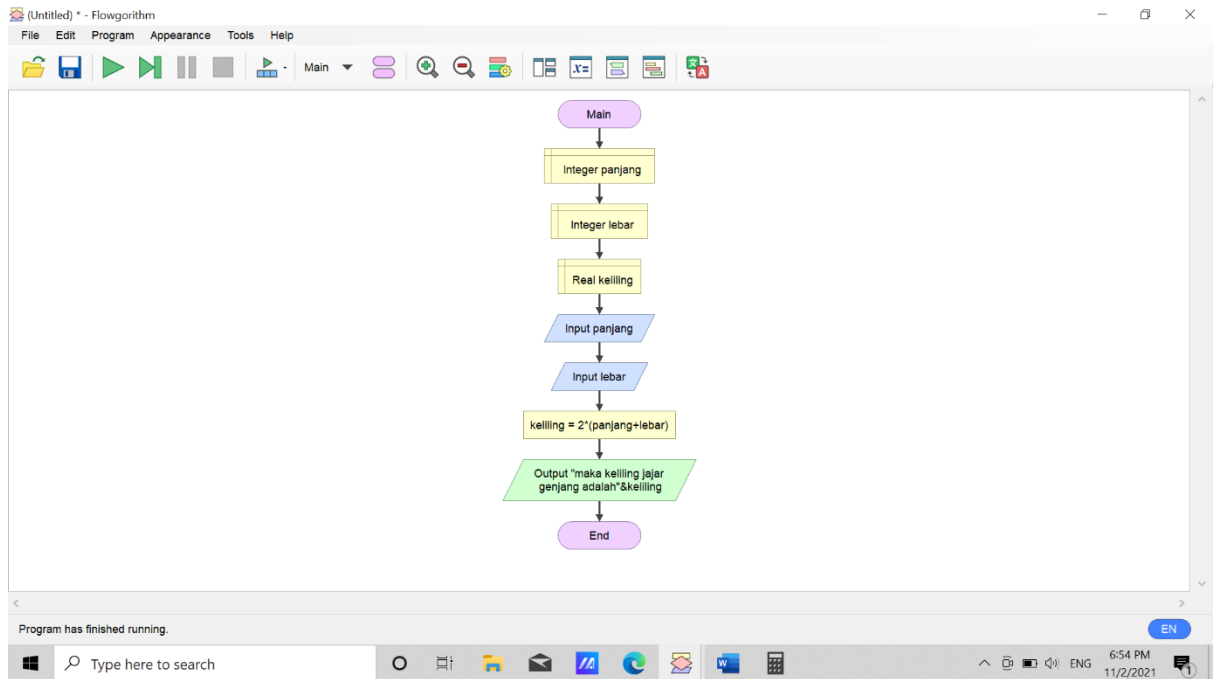 (Untitled) * - Flowgorithm
File Edit Program Appearance Tools Help
Main
Main
Integer panjang
Integer lebar
Real keliling
Input panjang
Input lebar
keliling = 2*(panjang+lebar)
Output "maka keliling jajar
genjang adalah"&keliling
End
Program has finished running.
EN
Type here to search
ENG
6:54 PM
11/2/2021